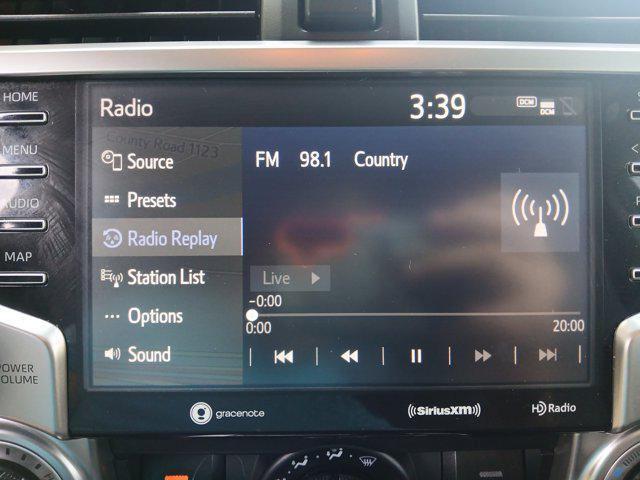 HOME
MENU
AUDIO
MAP
POWER
VOLUME
Radio
3:39
DCM
DCM
County Road 1123
Source
Presets
Radio Replay
Station List
Options
Sound
FM 98.1 Country
Live
-0:00
0:00
20:00
gracenote
((SiriusXM))
HD Radio